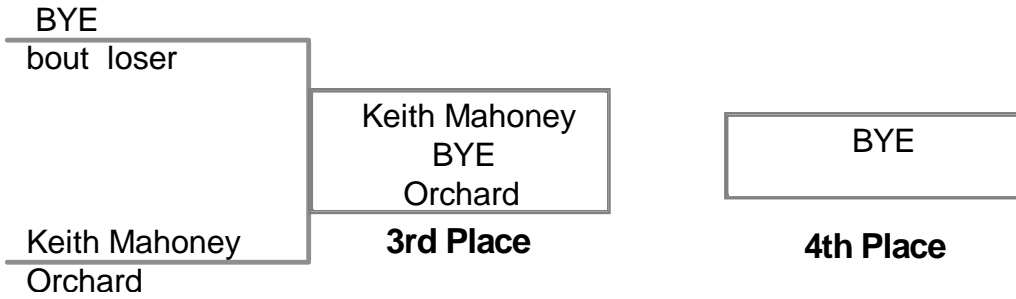 BYE
bout loser
Keith Mahoney
BYE
Orchard
BYE
Keith Mahoney
Orchard
3rd Place
4th Place